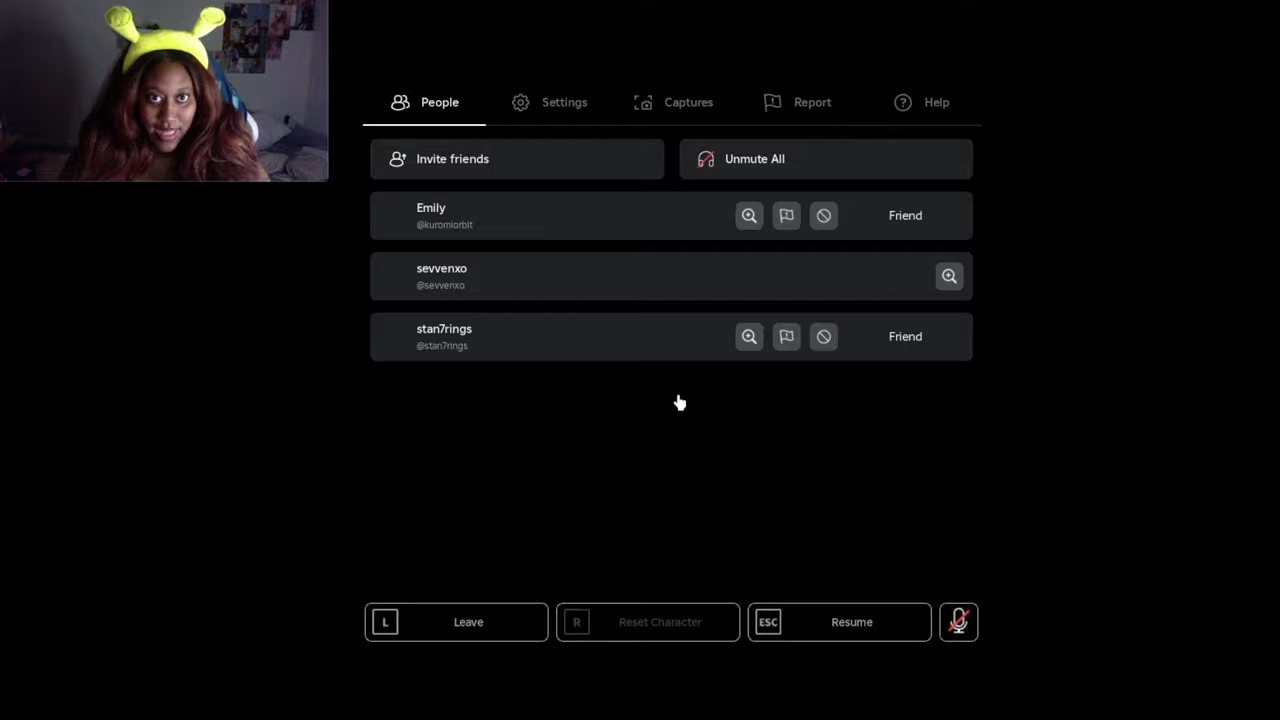 People
Settings
Captures
Report
Help
Invite friends
Unmute All
Emily
@kuromiorbit
Friend
sevvenxo
@sevvenxo
stan7rings
@stan7rings
Friend
L
Leave
R
Reset Character
ESC
Resume